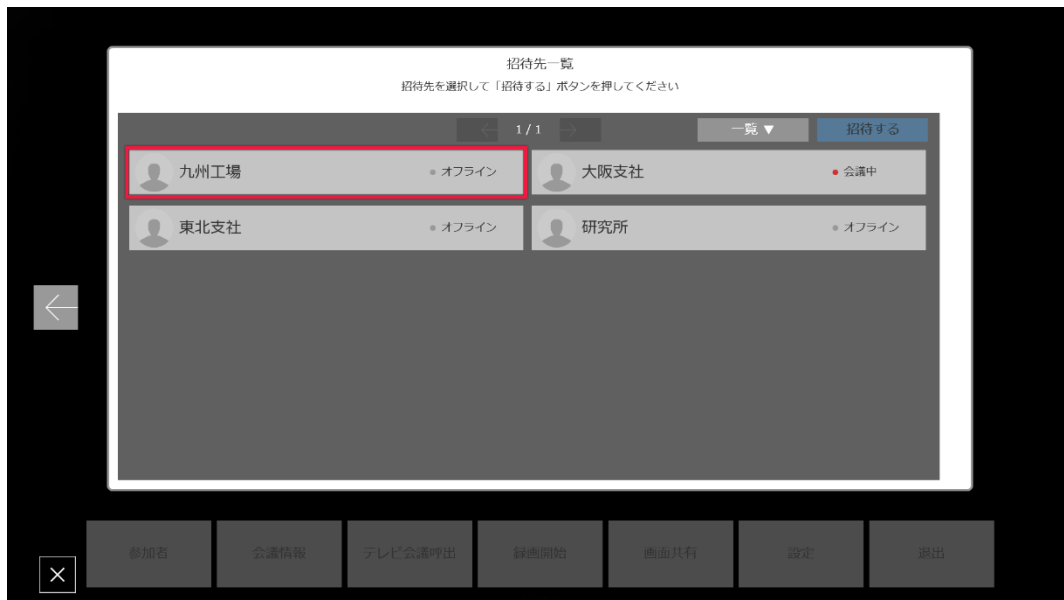 招待先一覧
招待先を選択して「招待する」ボタンを押してください
1/1 一覧▼ 招待する
九州工場 オフライン 大阪支社 会議中
東北支社 オフライン 研究所 オフライン
参加者 会議情報 テレビ会議呼出 録画開始 画面共有 設定 退出